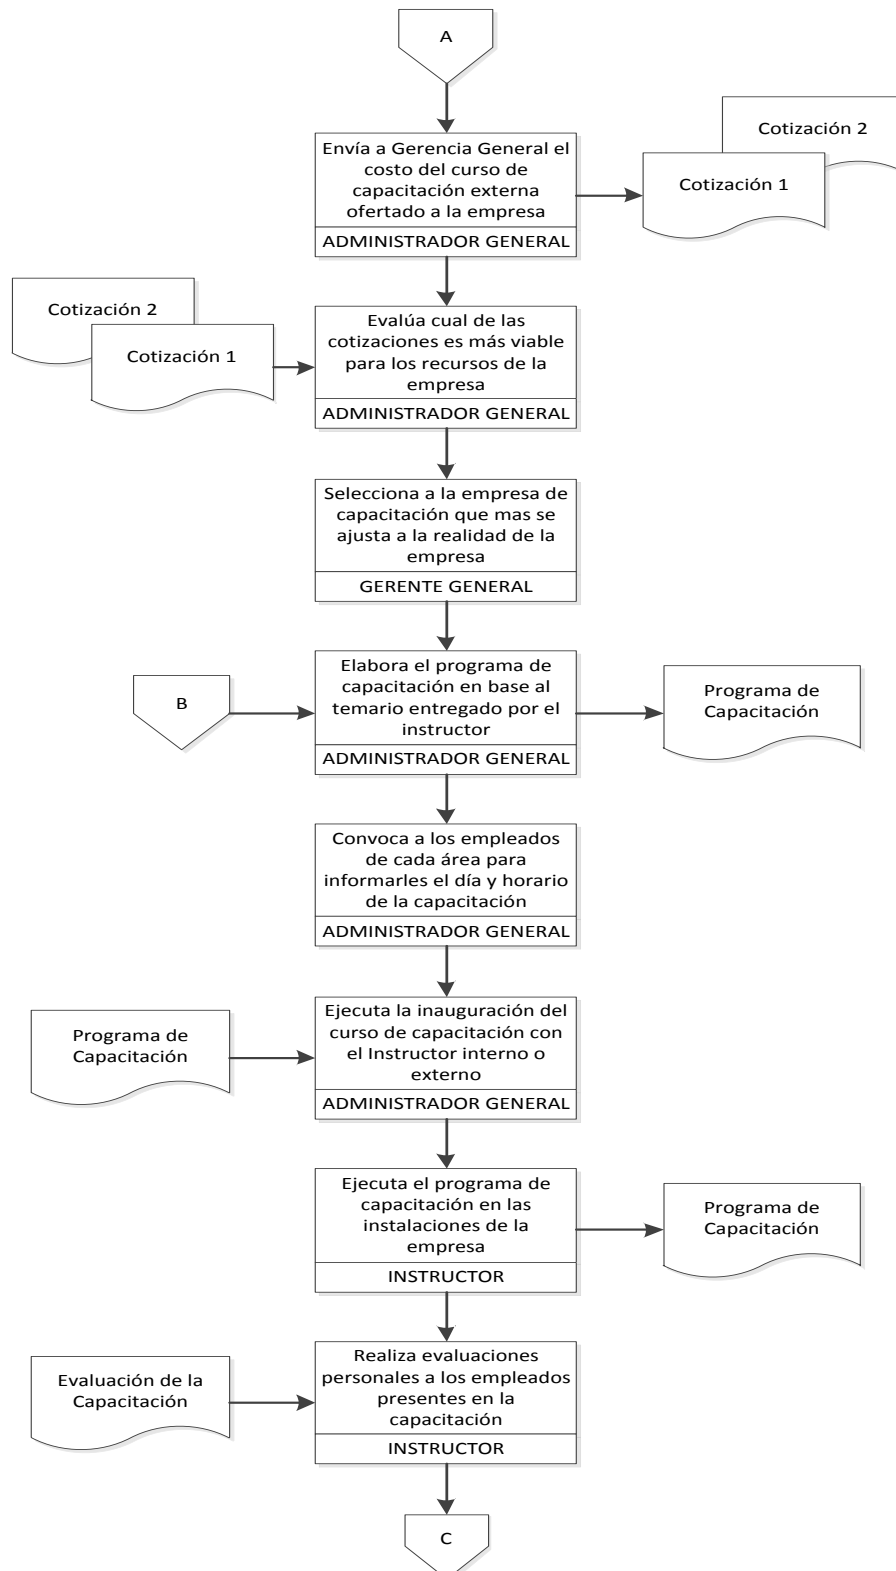 A
Envía a Gerencia General el
costo del curso de
capacitación externa
ofertado a la empresa
ADMINISTRADOR GENERAL
Cotización 2
Cotización 1
Cotización 2
Cotización 1
Evalúa cual de las
cotizaciones es más viable
para los recursos de la
empresa
ADMINISTRADOR GENERAL
Selecciona a la empresa de
capacitación que mas se
ajusta a la realidad de la
empresa
GERENTE GENERAL
B
Elabora el programa de
capacitación en base al
temario entregado por el
instructor
ADMINISTRADOR GENERAL
Programa de
Capacitación
Convoca a los empleados
de cada área para
informarles el día y horario
de la capacitación
ADMINISTRADOR GENERAL
Programa de
Capacitación
Ejecuta la inauguración del
curso de capacitación con
el Instructor interno o
externo
ADMINISTRADOR GENERAL
Ejecuta el programa de
capacitación en las
instalaciones de la
empresa
INSTRUCTOR
Programa de
Capacitación
Evaluación de la
Capacitación
Realiza evaluaciones
personales a los empleados
presentes en la
capacitación
INSTRUCTOR
C